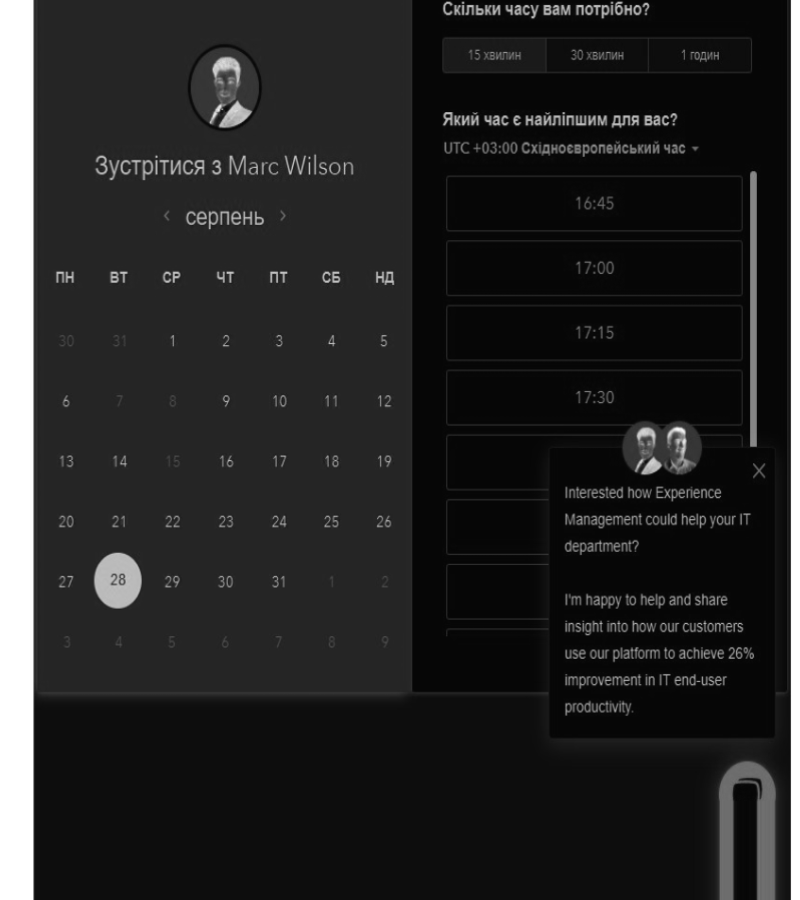 Зустрітися з Marc Wilson
серпень
ПН ВТ СР ЧТ ПТ СБ НД
30 31 1 2 3 4 5
6 7 8 9 10 11 12
13 14 15 16 17 18 19
20 21 22 23 24 25 26
27 28 29 30 31 1 2
3 4 5 6 7 8 9
Скільки часу вам потрібно?
15 хвилин 30 хвилин 1 годин
Який час є найліпшим для вас?
UTC +03:00 Східноєвропейський час
16:45
17:00
17:15
17:30
Interested how Experience
Management could help your IT
department?
I'm happy to help and share
insight into how our customers
use our platform to achieve 26%
improvement in IT end-user
productivity.